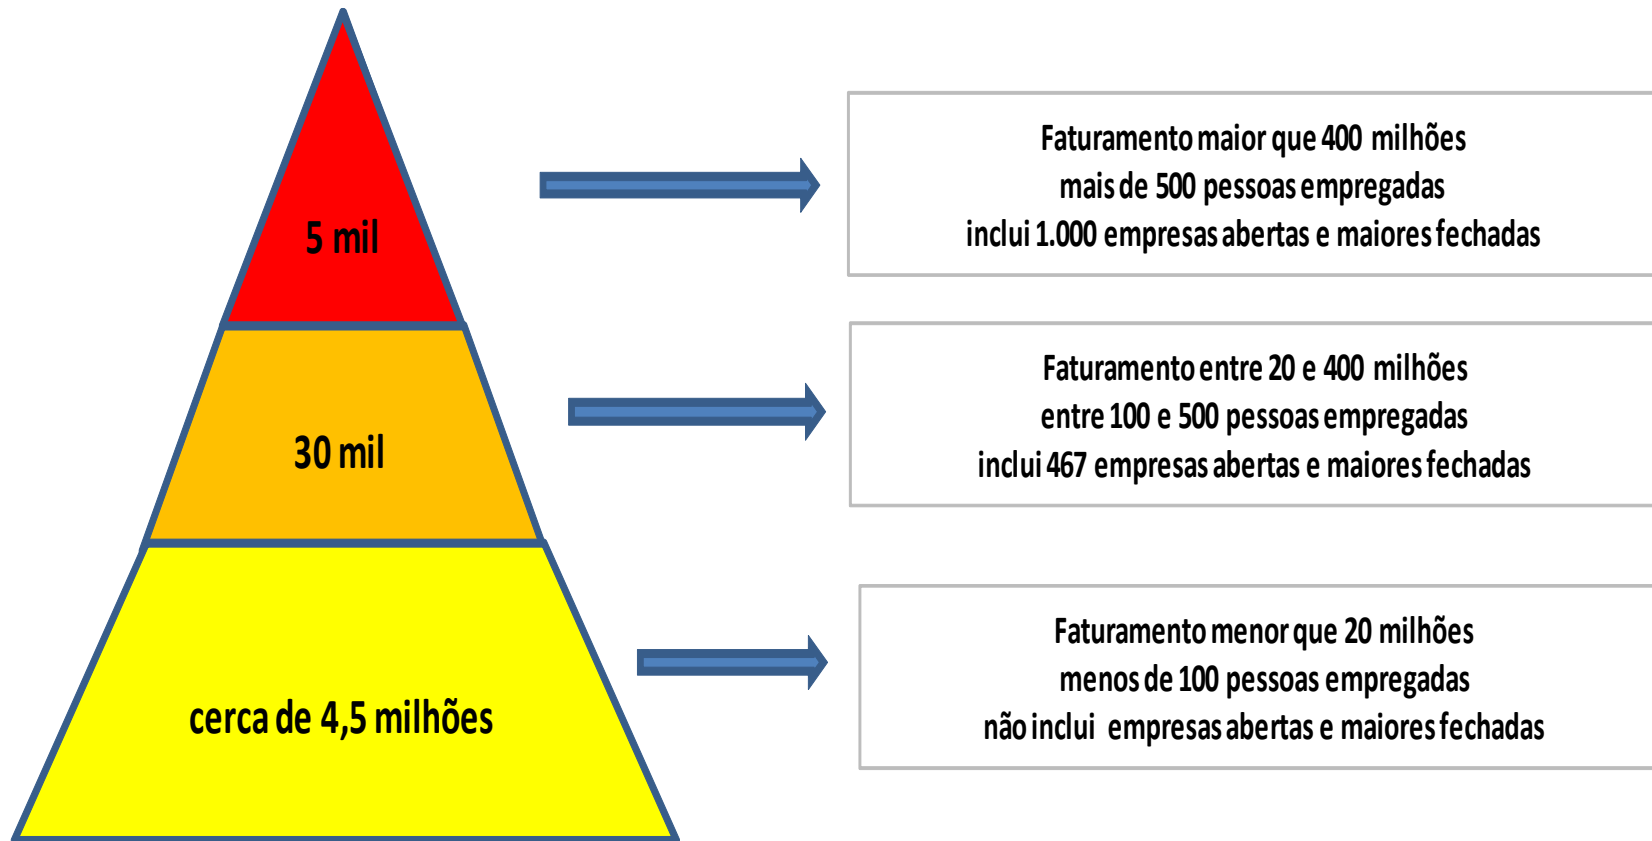 5 mil
Faturamento maior que 400 milhões
mais de 500 pessoas empregadas
inclui 1.000 empresas abertas e maiores fechadas
30 mil
Faturamento entre 20 e 400 milhões
entre 100 e 500 pessoas empregadas
inclui 467 empresas abertas e maiores fechadas
cerca de 4,5 milhões
Faturamento menor que 20 milhões
menos de 100 pessoas empregadas
não inclui empresas abertas e maiores fechadas